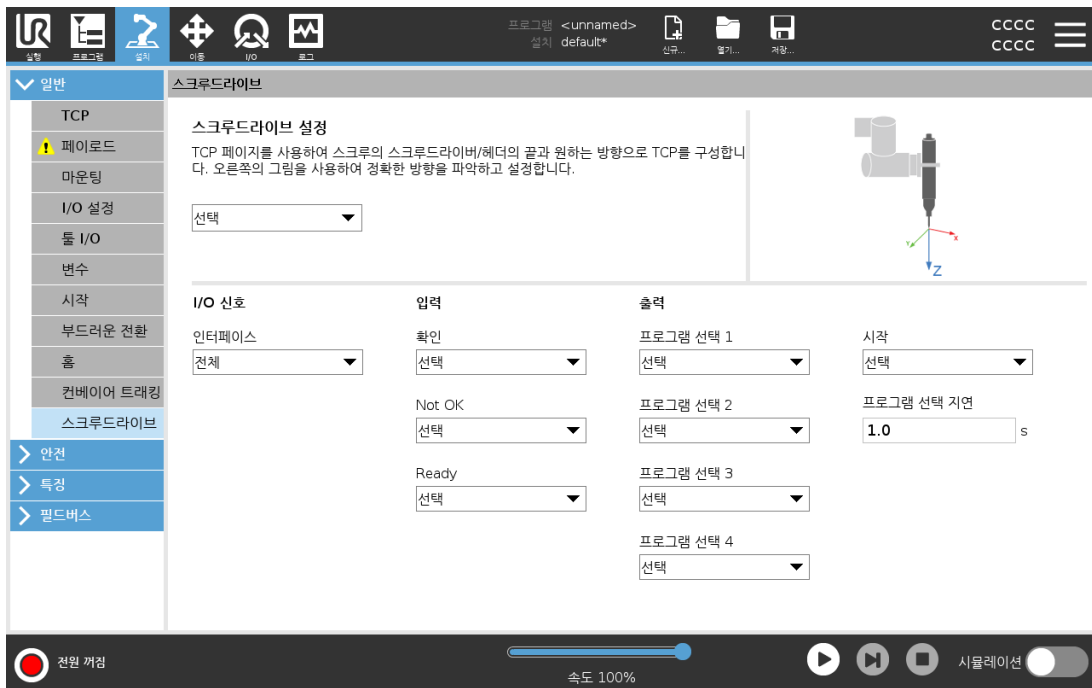 프로그램 <unnamed>
설치 default*
신규...
열기...
저장...
CCCC
CCCC
실행
프로그램
설치
이동
I/O
로그
일반
TCP
페이로드
마운팅
I/O 설정
툴 I/O
변수
시작
부드러운 전환
홈
컨베이어 트래킹
스크루드라이브
안전
특징
필드버스
스크루드라이브
스크루드라이브 설정
TCP 페이지를 사용하여 스크루의 스크루드라이버/헤더의 끝과 원하는 방향으로 TCP를 구성합니
다. 오른쪽의 그림을 사용하여 정확한 방향을 파악하고 설정합니다.
선택
Y
X
Z
I/O 신호
인터페이스
전체
입력
확인
선택
Not OK
선택
Ready
선택
출력
프로그램 선택 1
선택
프로그램 선택 2
선택
프로그램 선택 3
선택
프로그램 선택 4
선택
시작
선택
프로그램 선택 지연
1.0 s
전원 꺼짐
속도 100%
시뮬레이션